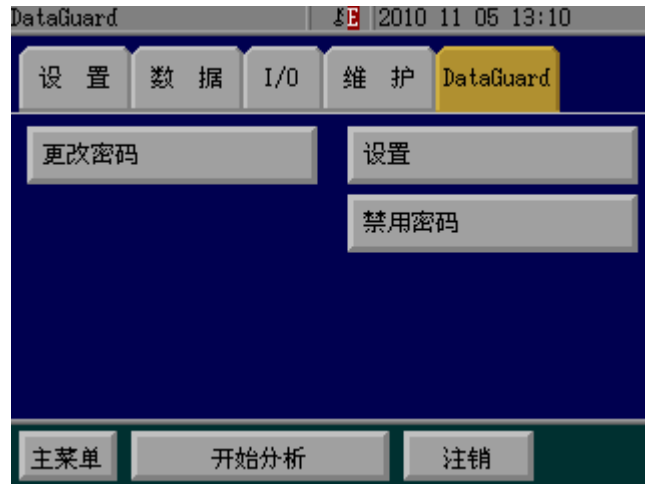 DataGuard E 2010 11 05 13:10
设 置 数 据 I/O 维 护 DataGuard
更改密码 设置
禁用密码
主菜单 开始分析 注销